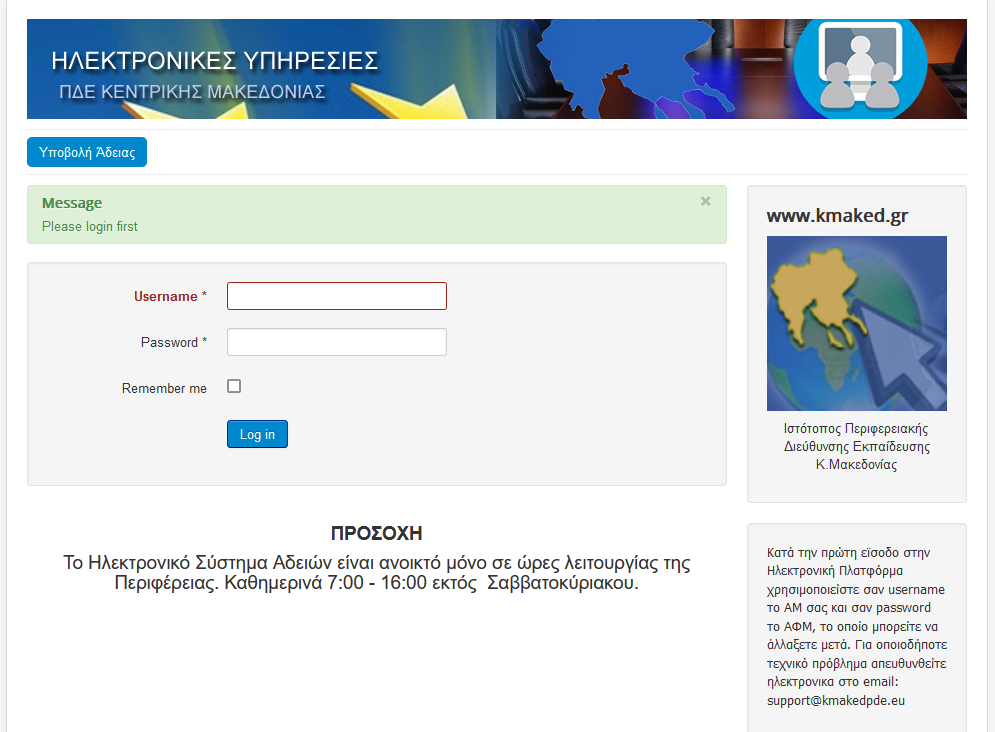 ΗΛΕΚΤΡΟΝΙΚΕΣ ΥΠΗΡΕΣΙΕΣ
ΠΔΕ ΚΕΝΤΡΙΚΗΣ ΜΑΚΕΔΟΝΙΑΣ
Υποβολή Άδειας
Message
×
Please login first
Username *
Password *
Remember me
Log in
ΠΡΟΣΟΧΗ
Το Ηλεκτρονικό Σύστημα Αδειών είναι ανοικτό μόνο σε ώρες λειτουργίας της
Περιφέρειας. Καθημερινά 7:00 - 16:00 εκτός Σαββατοκύριακου.
www.kmaked.gr
Ιστότοπος Περιφερειακής
Διεύθυνσης Εκπαίδευσης
Κ.Μακεδονίας
Κατά την πρώτη εϊσοδο στην
Ηλεκτρονική Πλατφόρμα
χρησιμοποιείστε σαν username
το ΑΜ σας και σαν password
το ΑΦΜ, το οποίο μπορείτε να
άλλαξετε μετά. Για οποιοδήποτε
τεχνικό πρόβλημα απευθυνθείτε
ηλεκτρονικα στο email:
support@kmakedpde.eu